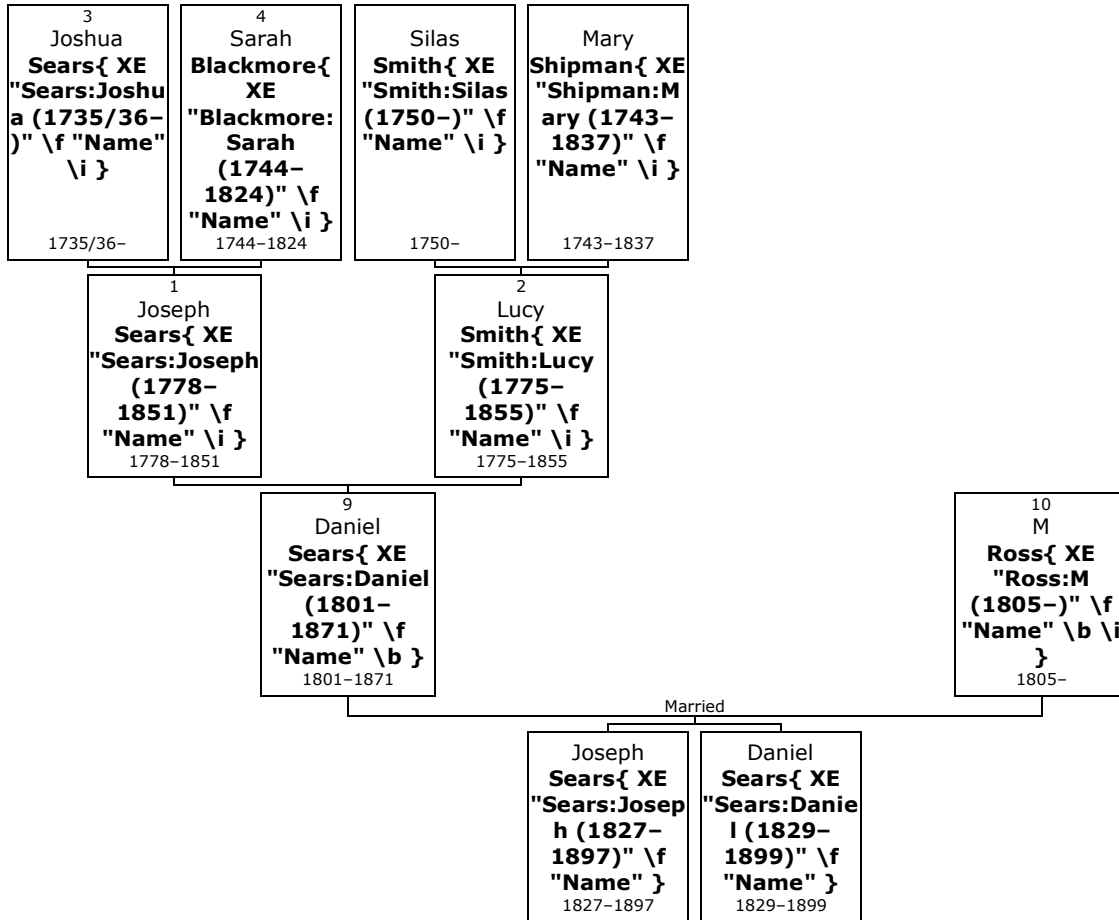 3
Joshua
Sears{ XE
"Sears:Joshu
a (1735/36–
)" \f "Name"
\i }
1735/36–
4
Sarah
Blackmore{
XE
"Blackmore:
Sarah
(1744–
1824)" \f
"Name" \i }
1744–1824
Silas
Smith{ XE
"Smith:Silas
(1750–)" \f
"Name" \i }
1750–
Mary
Shipman{ XE
"Shipman:M
ary (1743–
1837)" \f
"Name" \i }
1743–1837
1
Joseph
Sears{ XE
"Sears:Joseph
(1778–
1851)" \f
"Name" \i }
1778–1851
2
Lucy
Smith{ XE
"Smith:Lucy
(1775–
1855)" \f
"Name" \i }
1775–1855
9
Daniel
Sears{ XE
"Sears:Daniel
(1801–
1871)" \f
"Name" \b }
1801–1871
10
M
Ross{ XE
"Ross:M
(1805–)" \f
"Name" \b \i
}
1805–
Married
Joseph
Sears{ XE
"Sears:Josep
h (1827–
1897)" \f
"Name" }
1827–1897
Daniel
Sears{ XE
"Sears:Danie
l (1829–
1899)" \f
"Name" }
1829–1899